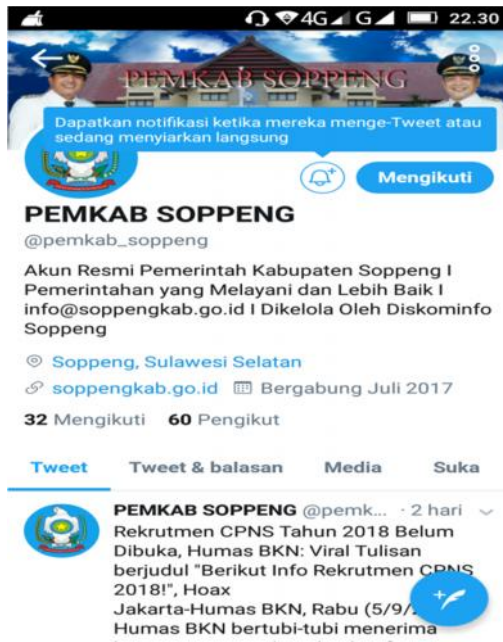 4G G 22.30
PEMKAB SOPPENG
Dapatkan notifikasi ketika mereka menge-Tweet atau
sedang menyiarkan langsung
Mengikuti
PEMKAB SOPPENG
@pemkab_soppeng
Akun Resmi Pemerintah Kabupaten Soppeng I
Pemerintahan yang Melayani dan Lebih Baik I
info@soppengkab.go.id I Dikelola Oleh Diskominfo
Soppeng
Soppeng, Sulawesi Selatan
soppengkab.go.id Bergabung Juli 2017
32 Mengikuti 60 Pengikut
Tweet Tweet & balasan Media Suka
PEMKAB SOPPENG @pemk... · 2 hari
Rekrutmen CPNS Tahun 2018 Belum
Dibuka, Humas BKN: Viral Tulisan
berjudul "Berikut Info Rekrutmen CPNS
2018!", Hoax
Jakarta-Humas BKN, Rabu (5/9/
Humas BKN bertubi-tubi menerima